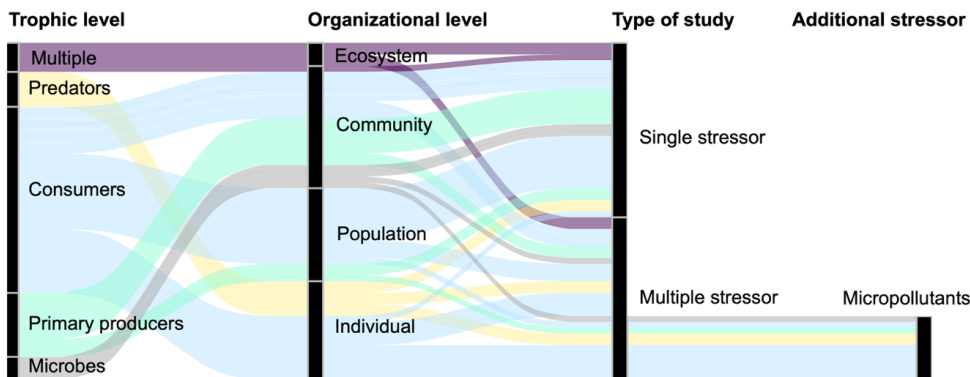 Trophic level
Organizational level
Type of study
Additional stressor
Multiple
Predators
Consumers
Primary producers
Microbes
Ecosystem
Community
Population
Individual
Single stressor
Multiple stressor
Micropollutants